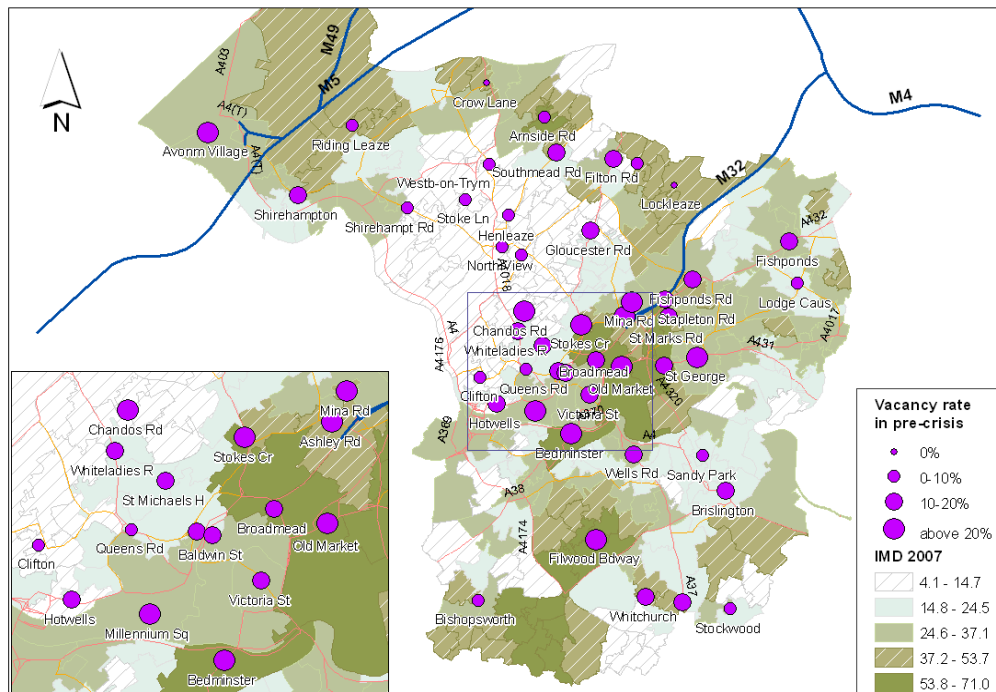 M49
M5
A403
A4(T)
A4(T)
N
M4
M32
Crow Lane
Arnside Rd
Avonm Village
Riding Leaze
Southmead Rd
Filton Rd
Westb-on-Trym
Lockleaze
Shirehampton
Shirehampt Rd
Stoke Ln
Henleaze
Gloucester Rd
A432
Fishponds
North View
A4018
Lodge Caus
Fishponds Rd
Stapleton Rd
Mina Rd
Chandos Rd
A4
A4176
A4017
St Marks Rd
Stokes Cr
Whiteladies R
A431
Broadmead
St George
Clifton
Queens Rd
Old Market
A4320
Hotwells
Victoria St
A370
A369
Bedminster
A4
Wells Rd
Sandy Park
A38
Brislington
A4174
Filwood Bdway
A37
Bishopsworth
Whitchurch
Stockwood
Mina Rd
Chandos Rd
Ashley Rd
Stokes Cr
Whiteladies R
St Michaels H
Broadmead
Old Market
Queens Rd
Baldwin St
Clifton
Victoria St
Hotwells
Millennium Sq
Bedminster
Vacancy rate
in pre-crisis
0%
0-10%
10-20%
above 20%
IMD 2007
4.1 - 14.7
14.8 - 24.5
24.6 - 37.1
37.2 - 53.7
53.8 - 71.0